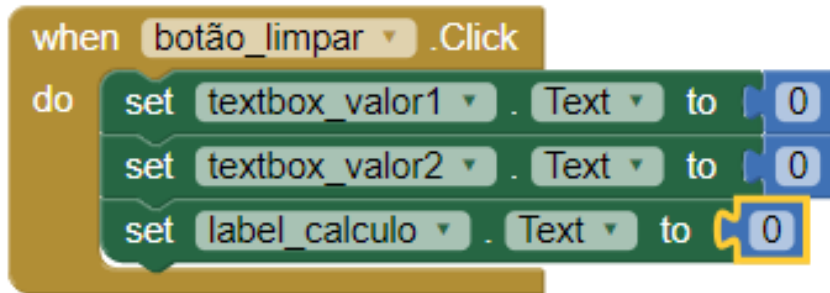 when botão_limpar .Click
do set textbox_valor1 . Text to 0
set textbox_valor2 . Text to 0
set label_calculo . Text to 0